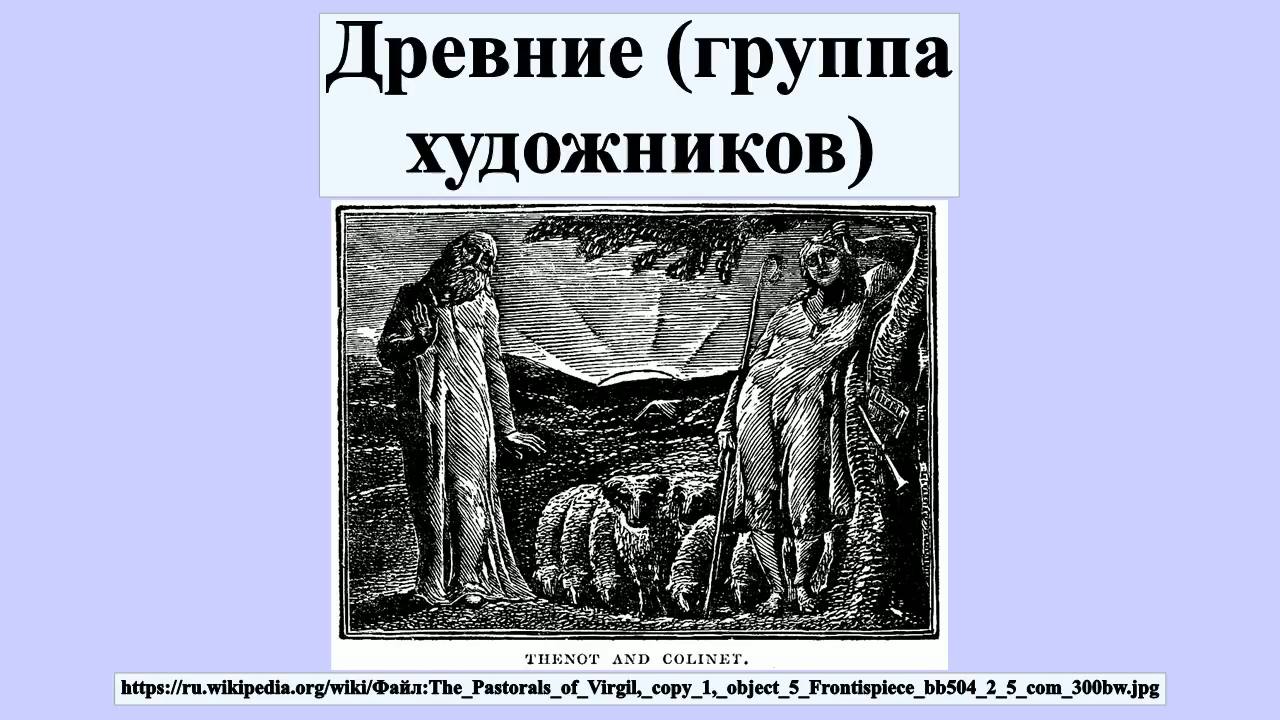 Древние (группа
художников)
THENOT AND COLINET.
https://ru.wikipedia.org/wiki/Файл:The_Pastorals_of_Virgil,_copy_1,_object_5_Frontispiece_bb504_2_5_com_300bw.jpg